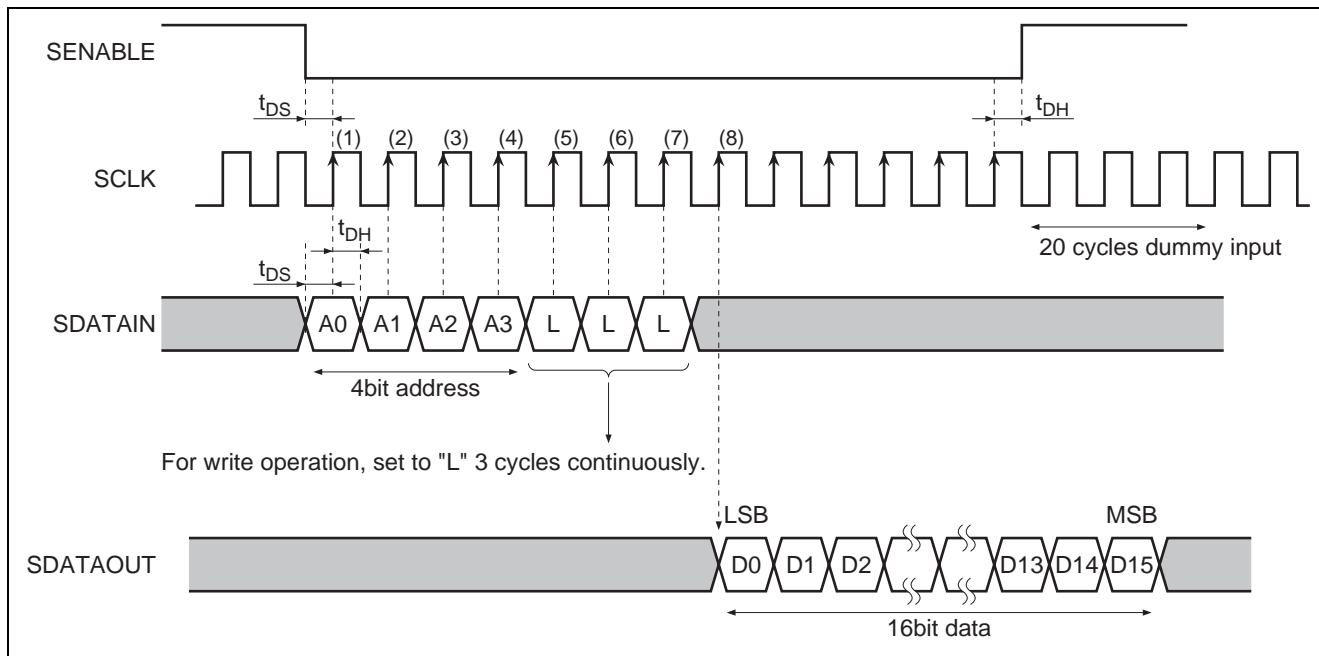 SENABLE
tDS
tDH
(1) (2) (3) (4) (5) (6) (7) (8)
SCLK
tDH
20 cycles dummy input
tDS
SDATAIN
A0 A1 A2 A3 L L L
4bit address
For write operation, set to "L" 3 cycles continuously.
LSB
MSB
SDATAOUT
D0 D1 D2 D13 D14 D15
16bit data